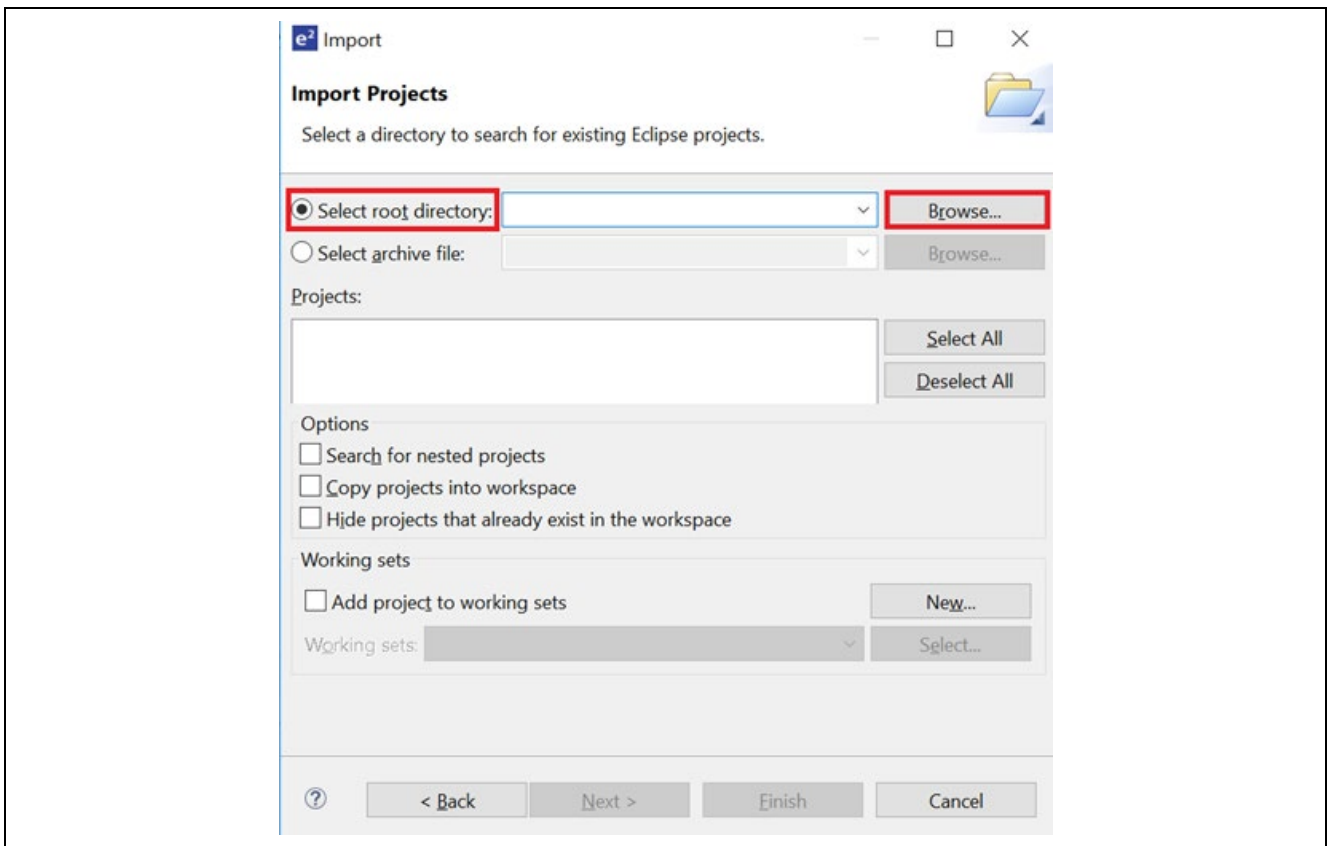 e² Import
Import Projects
Select a directory to search for existing Eclipse projects.
Select root directory: Browse...
Select archive file: Browse...
Projects:
Select All
Deselect All
Options
Search for nested projects
Copy projects into workspace
Hide projects that already exist in the workspace
Working sets
Add project to working sets New...
Working sets: Select...
? < Back Next > Finish Cancel